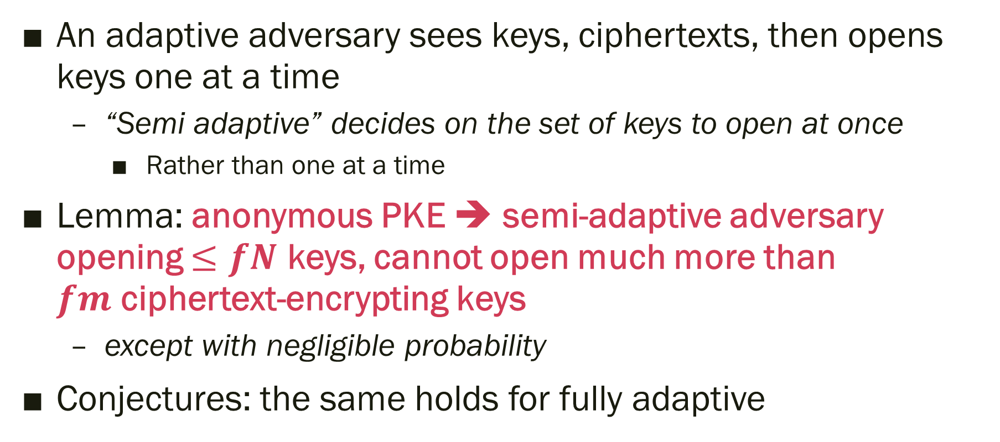 ■ An adaptive adversary sees keys, ciphertexts, then opens
keys one at a time
– “Semi adaptive” decides on the set of keys to open at once
■ Rather than one at a time
■ Lemma: anonymous PKE ➔ semi-adaptive adversary
opening ≤ fN keys, cannot open much more than
fm ciphertext-encrypting keys
– except with negligible probability
■ Conjectures: the same holds for fully adaptive